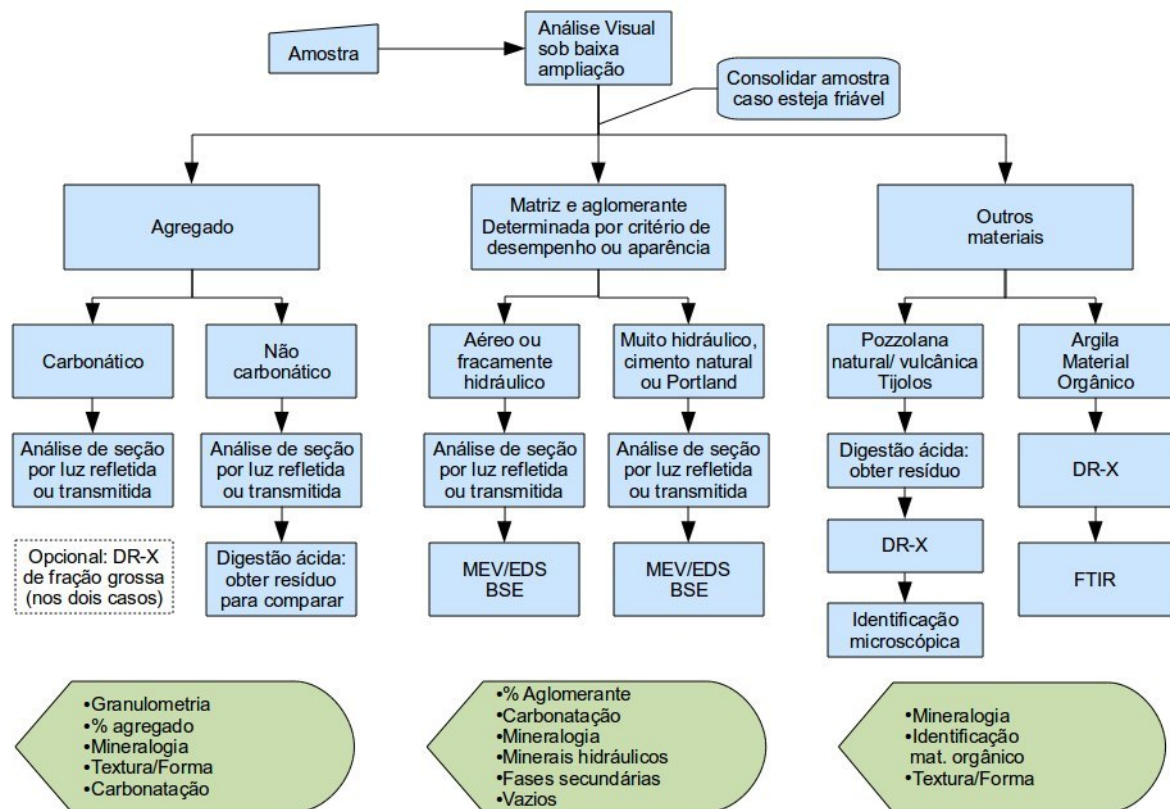 Amostra
Análise Visual
sob baixa
ampliação
Consolidar amostra
caso esteja friável
Agregado
Matriz e aglomerante
Determinada por critério de
desempenho ou aparência
Outros
materiais
Carbonático
Não
carbonático
Aéreo ou
fracamente
hidráulico
Muito hidráulico,
cimento natural
ou Portland
Pozzolana
natural/ vulcânica
Tijolos
Argila
Material
Orgânico
Análise de seção
por luz refletida
ou transmitida
Análise de seção
por luz refletida
ou transmitida
Análise de seção
por luz refletida
ou transmitida
Análise de seção
por luz refletida
ou transmitida
Digestão ácida:
obter resíduo
DR-X
Opcional: DR-X
de fração grossa
(nos dois casos)
Digestão ácida:
obter resíduo
para comparar
MEV/EDS
BSE
MEV/EDS
BSE
DR-X
FTIR
Identificação
microscópica
•Granulometria
•% agregado
•Mineralogia
•Textura/Forma
•Carbonatação
•% Aglomerante
•Carbonatação
•Mineralogia
•Minerais hidráulicos
•Fases secundárias
•Vazios
•Mineralogia
•Identificação
mat. orgânico
•Textura/Forma